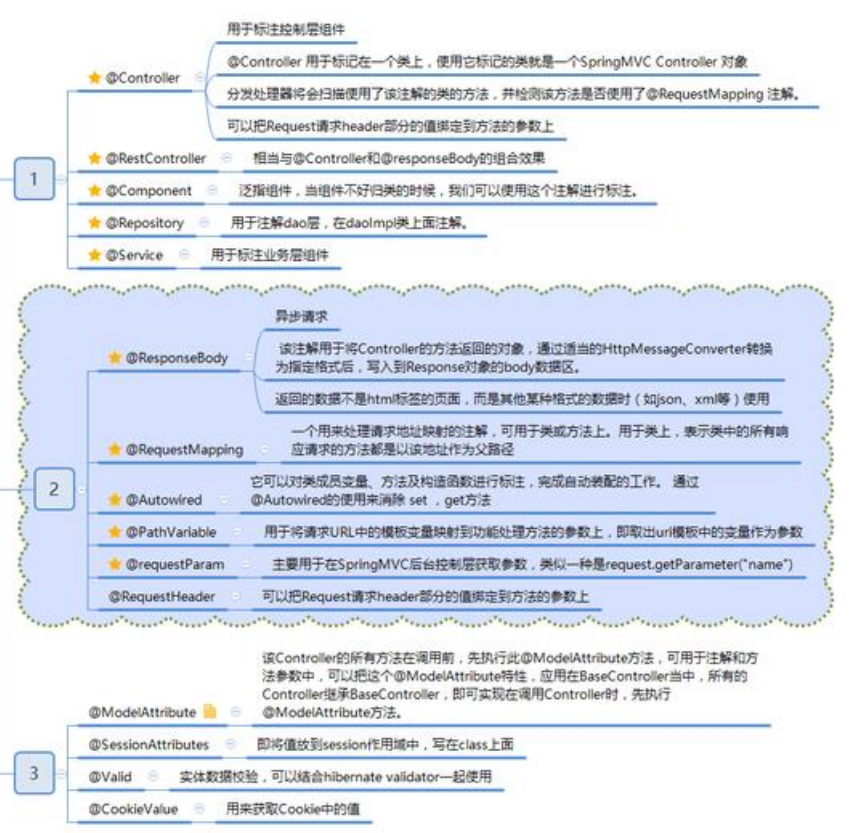 用于标注控制层组件
@Controller
@Controller 用于标记在一个类上，使用它标记的类就是一个SpringMVC Controller 对象
分发处理器将会扫描使用了该注解的类的方法，并检测该方法是否使用了@RequestMapping 注解。
可以把Request请求header部分的值绑定到方法的参数上
1
@RestController 相当与@Controller和@responseBody的组合效果
@Component 泛指组件，当组件不好归类的时候，我们可以使用这个注解进行标注。
@Repository 用于注解dao层，在daoImpl类上面注解。
@Service 用于标注业务层组件
异步请求
@ResponseBody
该注解用于将Controller的方法返回的对象，通过适当的HttpMessageConverter转换
为指定格式后，写入到Response对象的body数据区。
返回的数据不是html标签的页面，而是其他某种格式的数据时（如json、xml等）使用
@RequestMapping
一个用来处理请求地址映射的注解，可用于类或方法上。用于类上，表示类中的所有响
应请求的方法都是以该地址作为父路径
2
@Autowired
它可以对类成员变量、方法及构造函数进行标注，完成自动装配的工作。 通过
@Autowired的使用来消除 set ，get方法
@PathVariable 用于将请求URL中的模板变量映射到功能处理方法的参数上，即取出uri模板中的变量作为参数
@requestParam 主要用于在SpringMVC后台控制层获取参数，类似一种是request.getParameter("name")
@RequestHeader 可以把Request请求header部分的值绑定到方法的参数上
该Controller的所有方法在调用前，先执行此@ModelAttribute方法，可用于注解和方
法参数中，可以把这个@ModelAttribute特性，应用在BaseController当中，所有的
Controller继承BaseController，即可实现在调用Controller时，先执行
@ModelAttribute方法。
@ModelAttribute
@SessionAttributes 即将值放到session作用域中，写在class上面
3
@Valid 实体数据校验，可以结合hibernate validator一起使用
@CookieValue 用来获取Cookie中的值